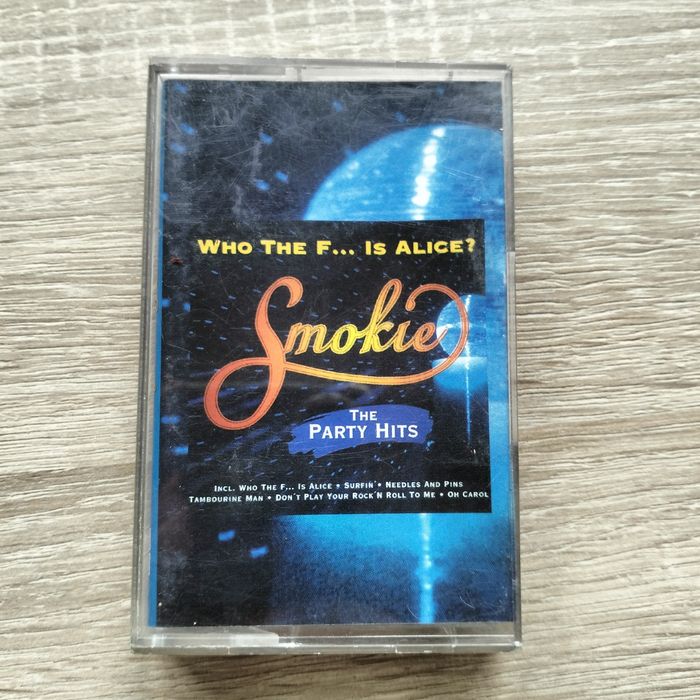 WHO THE F... IS ALICE?
Smokie
THE
PARTY HITS
INCL. WHO THE F... IS ALICE • SURFIN´ • NEEDLES AND PINS
TAMBOURINE MAN • DON´T PLAY YOUR ROCK´N ROLL TO ME • OH CAROL